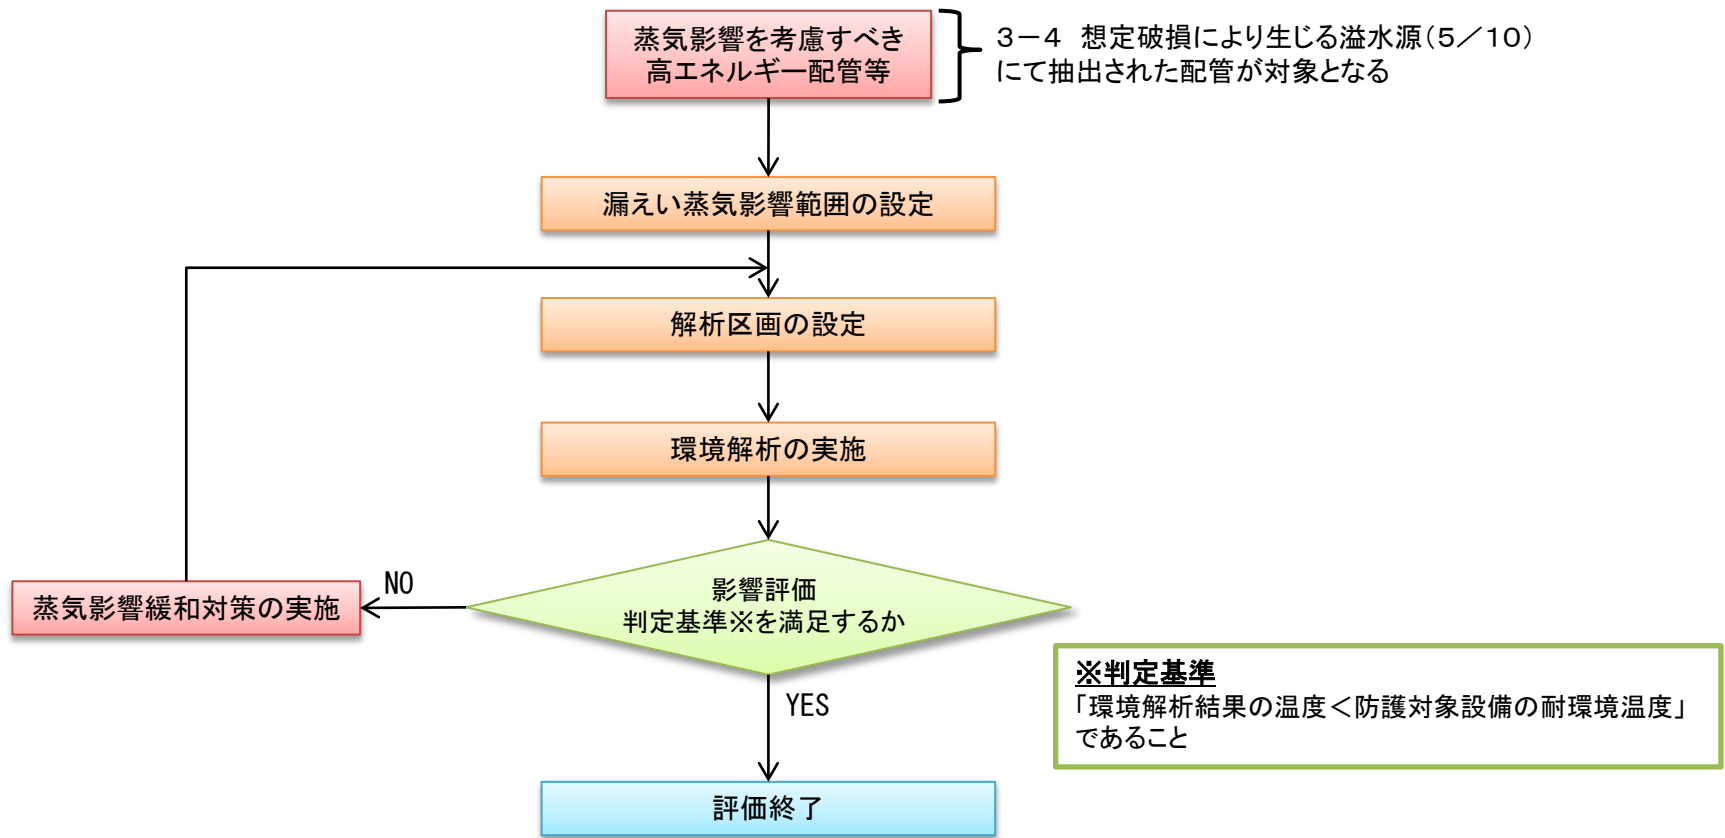 蒸気影響を考慮すべき
高エネルギー配管等
3-4 想定破損により生じる溢水源(5/10)
にて抽出された配管が対象となる
漏えい蒸気影響範囲の設定
解析区画の設定
環境解析の実施
影響評価
判定基準※を満足するか
NO
蒸気影響緩和対策の実施
YES
※判定基準
「環境解析結果の温度<防護対象設備の耐環境温度」
であること
評価終了